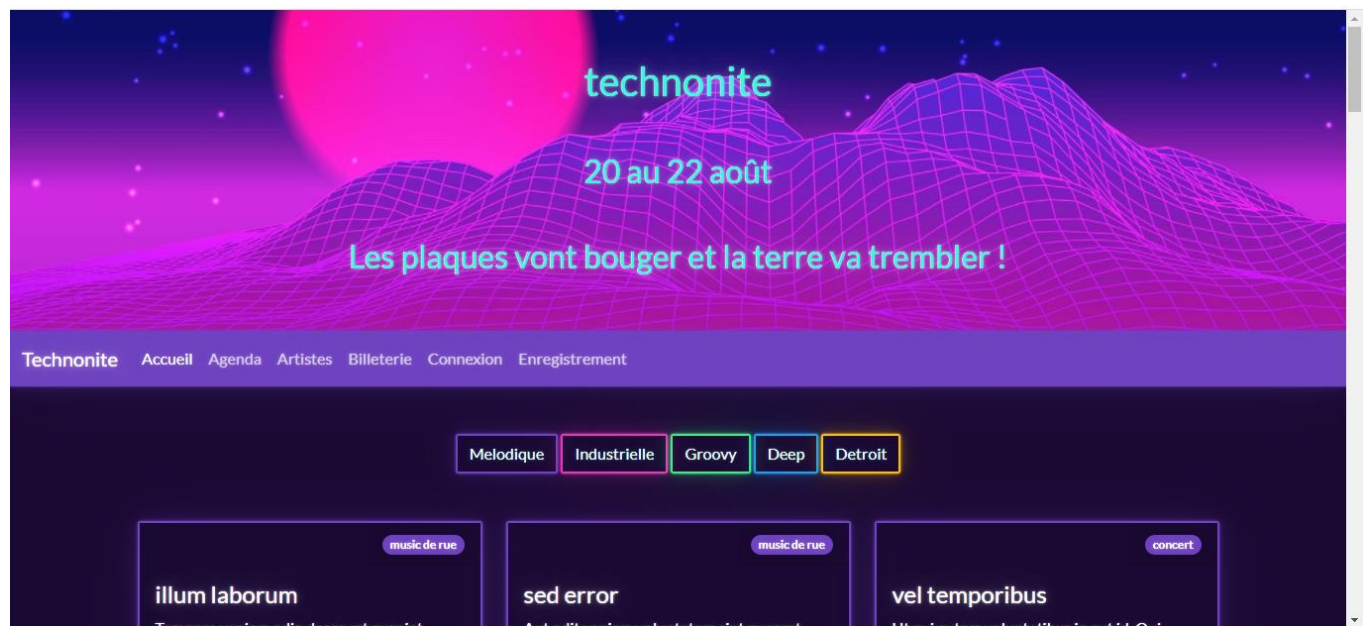 technonite
20 au 22 août
Les plaques vont bouger et la terre va trembler !
Technonite Accueil Agenda Artistes Billeterie Connexion Enregistrement
Melodique Industrielle Groovy Deep Detroit
music de rue music de rue concert
illum laborum sed error vel temporibus